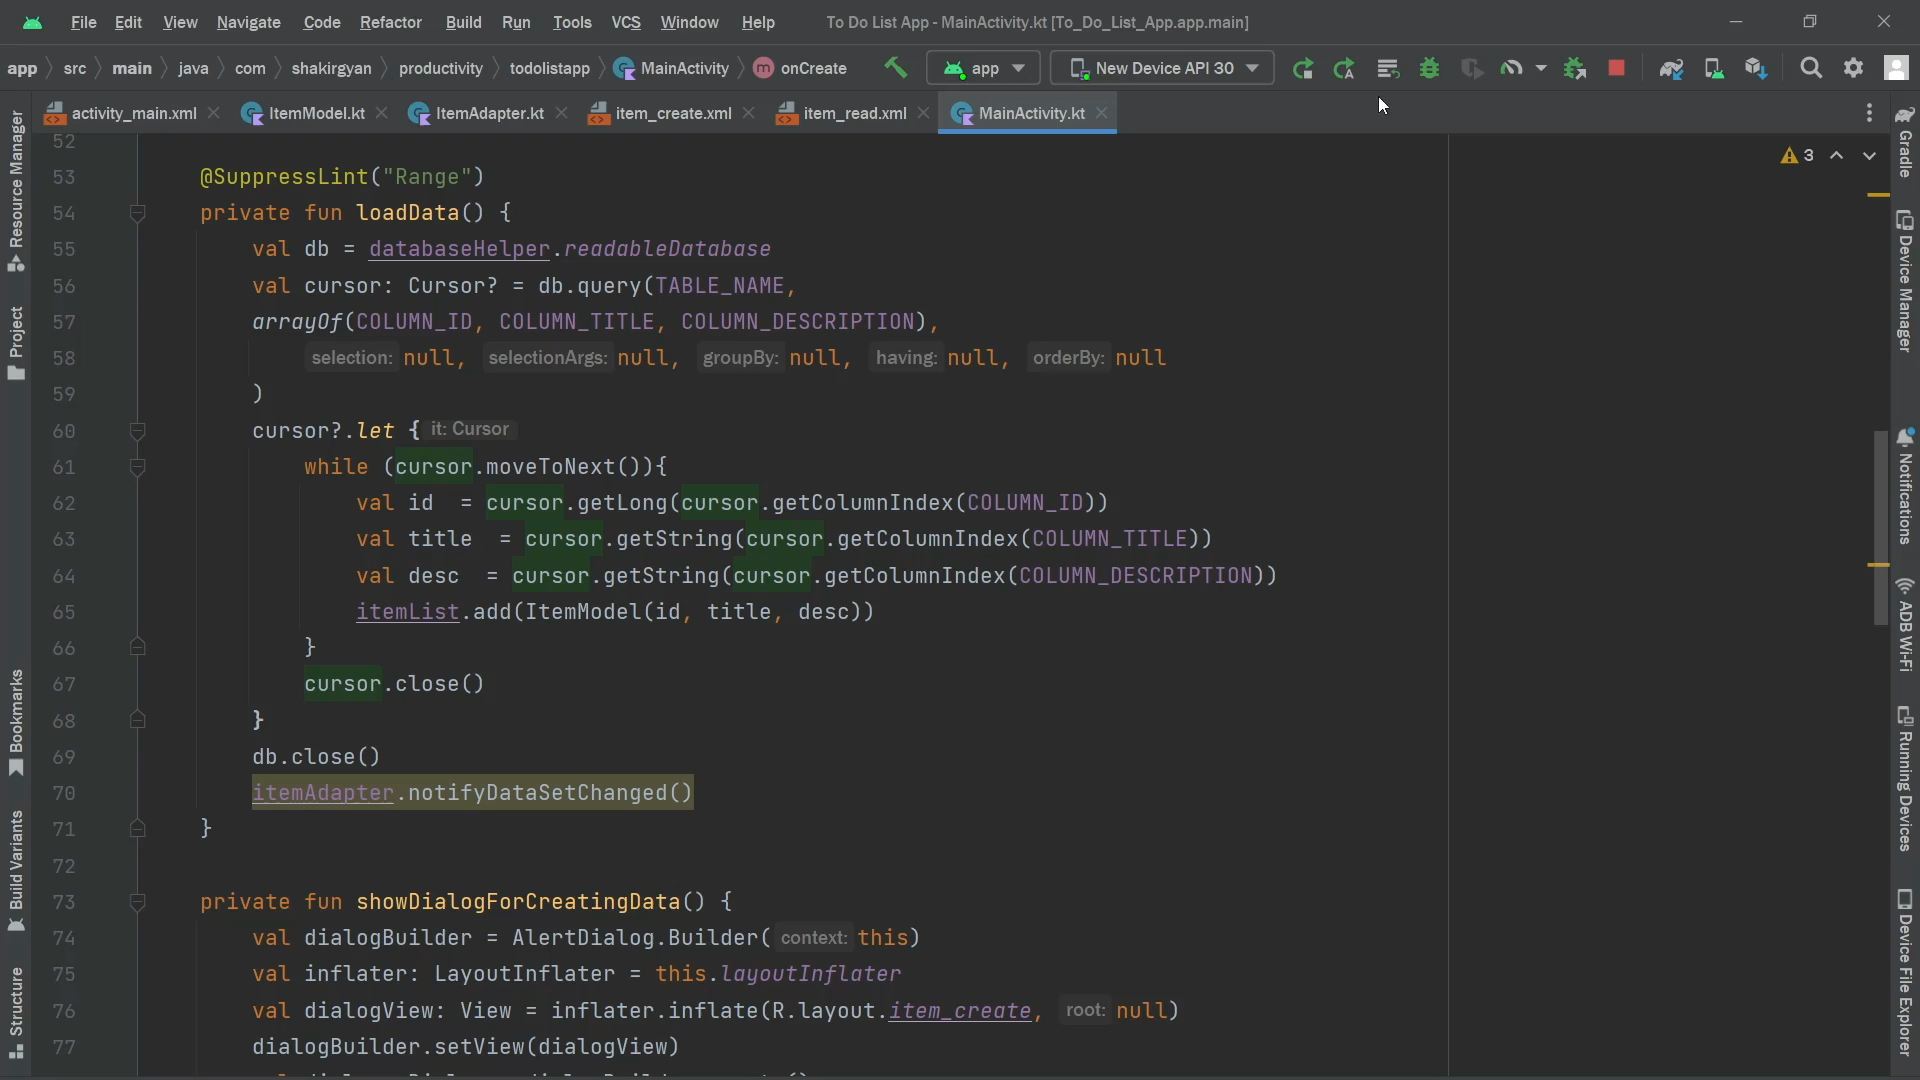 File Edit View Navigate Code Refactor Build Run Tools VCS Window Help To Do List App - MainActivity.kt [To_Do_List_App.app.main]
app src main java com shakirgyan productivity todolistapp MainActivity m onCreate app New Device API 30
activity_main.xml ItemModel.kt ItemAdapter.kt item_create.xml item_read.xml MainActivity.kt
Resource Manager
Project
Bookmarks
Build Variants
Structure
3
52
53 @SuppressLint("Range")
54 private fun loadData() {
55 val db = databaseHelper.readableDatabase
56 val cursor: Cursor? = db.query(TABLE_NAME,
57 arrayOf(COLUMN_ID, COLUMN_TITLE, COLUMN_DESCRIPTION),
58 selection: null, selectionArgs: null, groupBy: null, having: null, orderBy: null
59 )
60 cursor?.let { it: Cursor
61 while (cursor.moveToNext()){
62 val id = cursor.getLong(cursor.getColumnIndex(COLUMN_ID))
63 val title = cursor.getString(cursor.getColumnIndex(COLUMN_TITLE))
64 val desc = cursor.getString(cursor.getColumnIndex(COLUMN_DESCRIPTION))
65 itemList.add(ItemModel(id, title, desc))
66 }
67 cursor.close()
68 }
69 db.close()
70 itemAdapter.notifyDataSetChanged()
71 }
72
73 private fun showDialogForCreatingData() {
74 val dialogBuilder = AlertDialog.Builder( context: this)
75 val inflater: LayoutInflater = this.layoutInflater
76 val dialogView: View = inflater.inflate(R.layout.item_create, root: null)
77 dialogBuilder.setView(dialogView)
Gradle
Device Manager
Notifications
ADB Wi-Fi
Running Devices
Device File Explorer